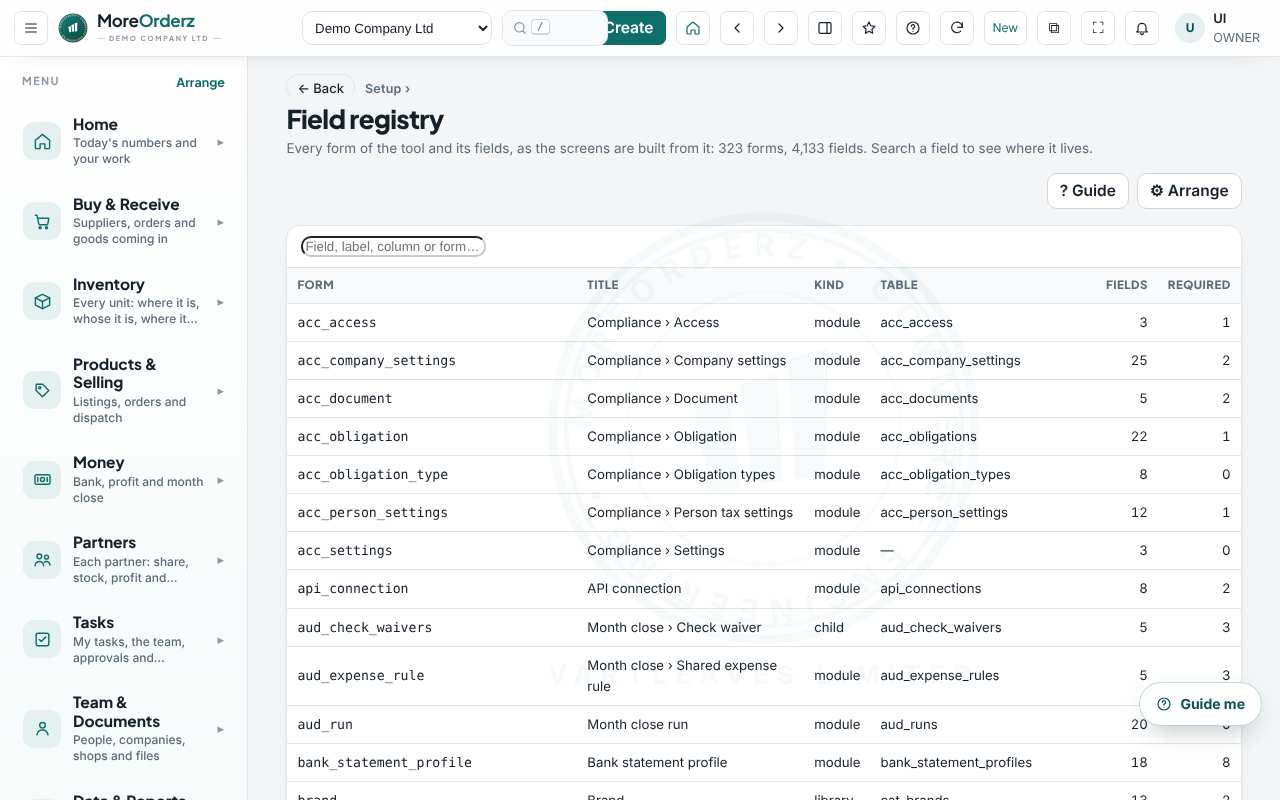 MoreOrderz
DEMO COMPANY LTD
Demo Company Ltd
/
Create
New
U
UI
OWNER
MENU
Arrange
Home
Today's numbers and
your work
Buy & Receive
Suppliers, orders and
goods coming in
Inventory
Every unit: where it is,
whose it is, where it...
Products &
Selling
Listings, orders and
dispatch
Money
Bank, profit and month
close
Partners
Each partner: share,
stock, profit and...
Tasks
My tasks, the team,
approvals and...
Team &
Documents
People, companies,
shops and files
Data & Reports
← Back
Setup ›
Field registry
Every form of the tool and its fields, as the screens are built from it: 323 forms, 4,133 fields. Search a field to see where it lives.
? Guide
⚙ Arrange
Field, label, column or form...
FORM TITLE KIND TABLE FIELDS REQUIRED
acc_access Compliance › Access module acc_access 3 1
acc_company_settings Compliance › Company settings module acc_company_settings 25 2
acc_document Compliance › Document module acc_documents 5 2
acc_obligation Compliance › Obligation module acc_obligations 22 1
acc_obligation_type Compliance › Obligation types module acc_obligation_types 8 0
acc_person_settings Compliance › Person tax settings module acc_person_settings 12 1
acc_settings Compliance › Settings module — 3 0
api_connection API connection module api_connections 8 2
aud_check_waivers Month close › Check waiver child aud_check_waivers 5 3
aud_expense_rule Month close › Shared expense
rule module aud_expense_rules 5 3
aud_run Month close run module aud_runs 20
bank_statement_profile Bank statement profile module bank_statement_profiles 18 8
brand Brand library cat_brands 13 2
Guide me